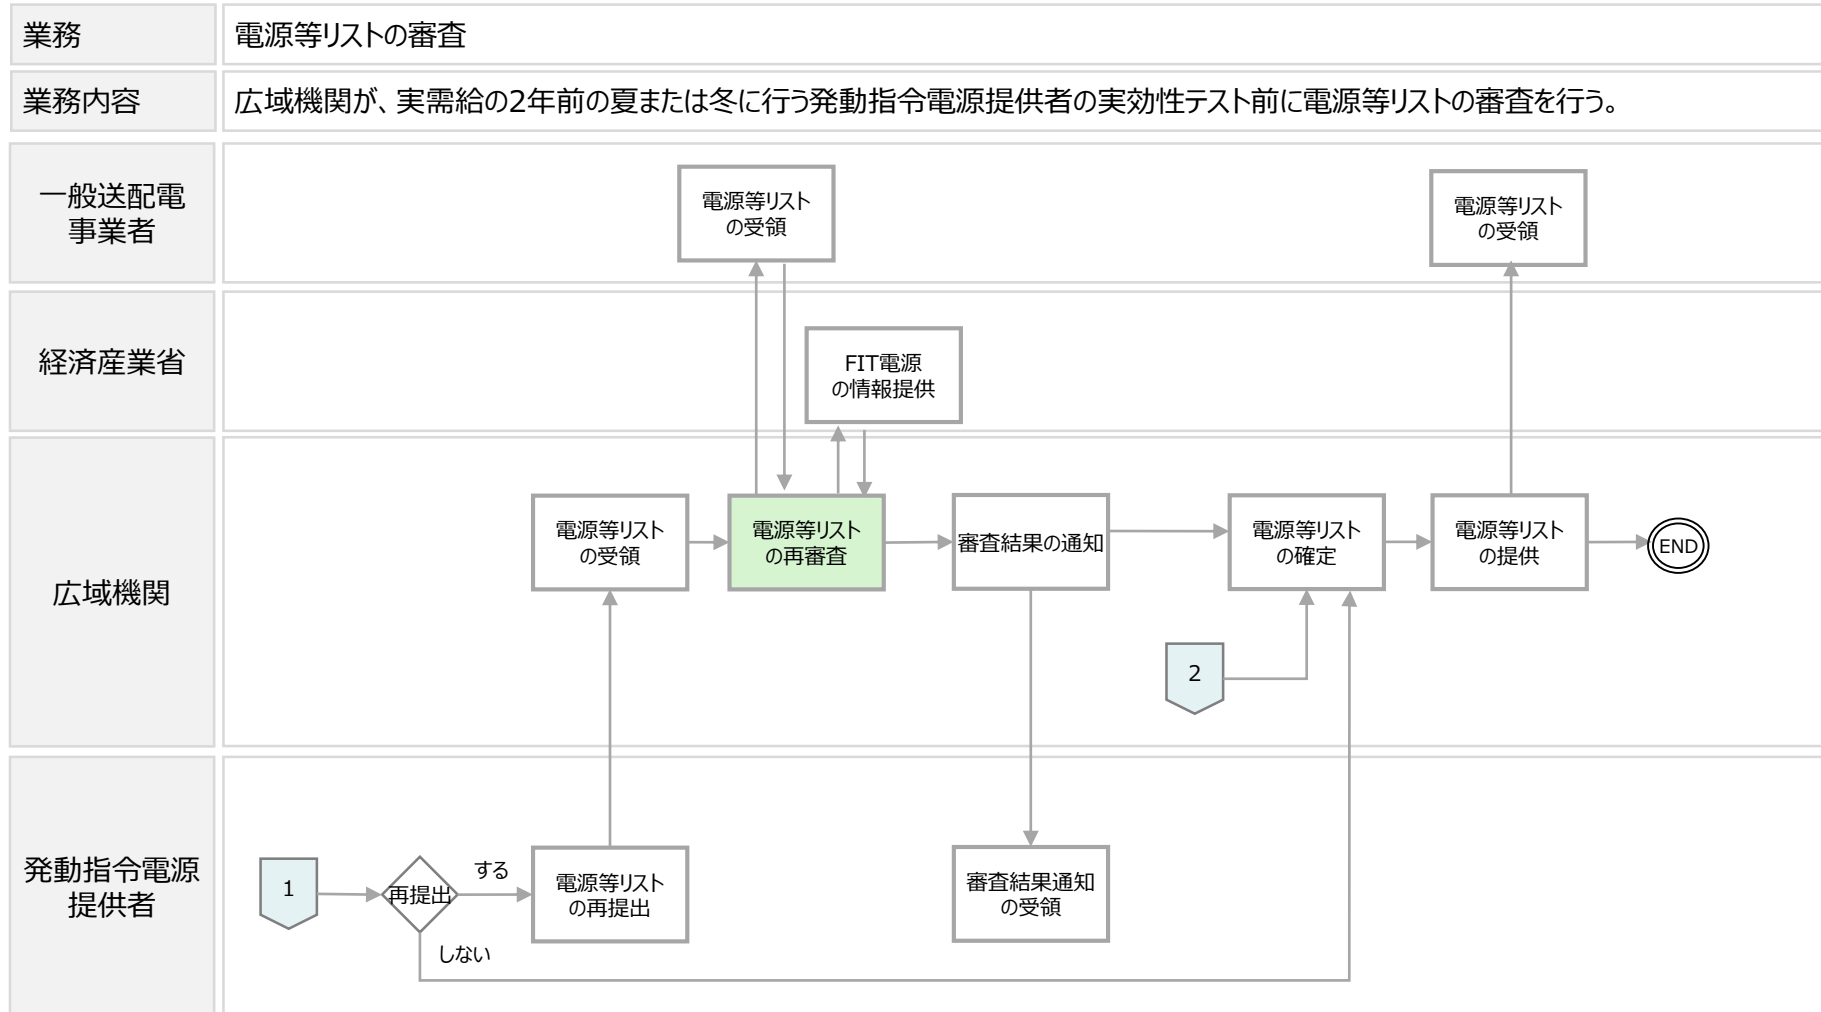 業務
電源等リストの審査
業務内容
広域機関が、実需給の2年前の夏または冬に行う発動指令電源提供者の実効性テスト前に電源等リストの審査を行う。
一般送配電
事業者
電源等リスト
の受領
電源等リスト
の受領
経済産業省
FIT電源
の情報提供
広域機関
電源等リスト
の受領
電源等リスト
の再審査
審査結果の通知
電源等リスト
の確定
電源等リスト
の提供
END
2
発動指令電源
提供者
1
再提出
する
しない
電源等リスト
の再提出
審査結果通知
の受領